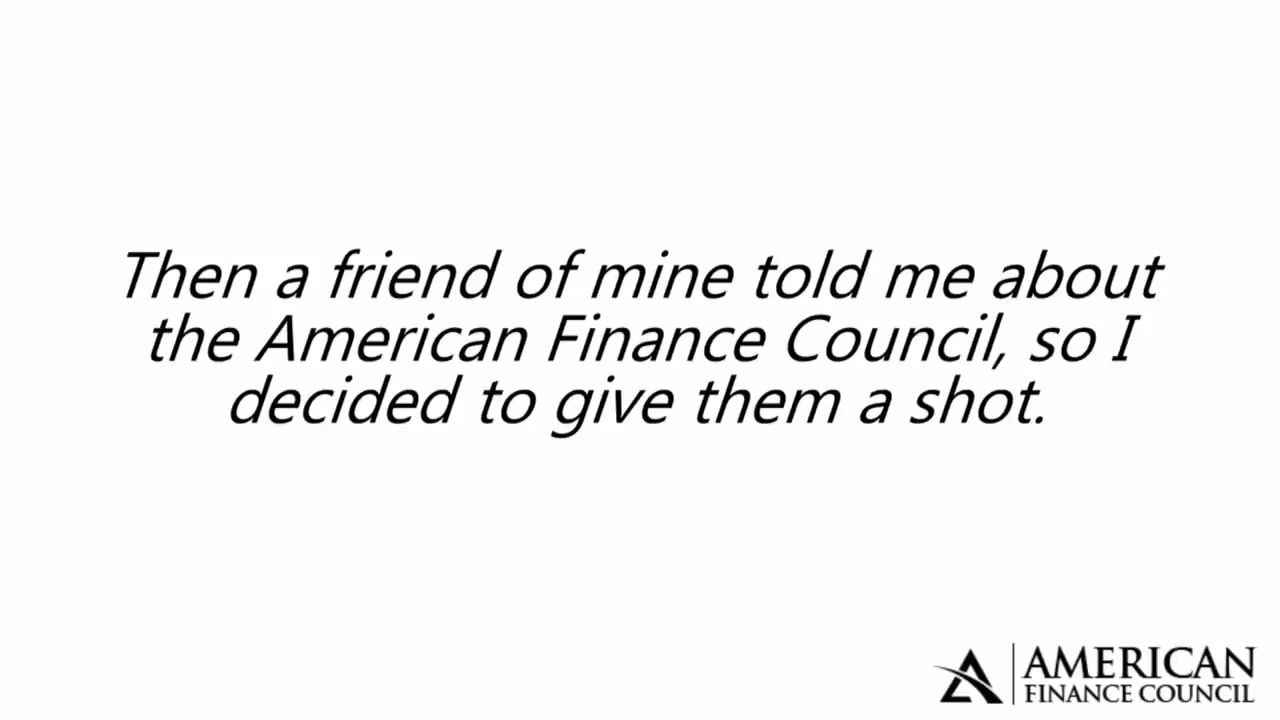 Then a friend of mine told me about
the American Finance Council, so I
decided to give them a shot.
AMERICAN
FINANCE COUNCIL